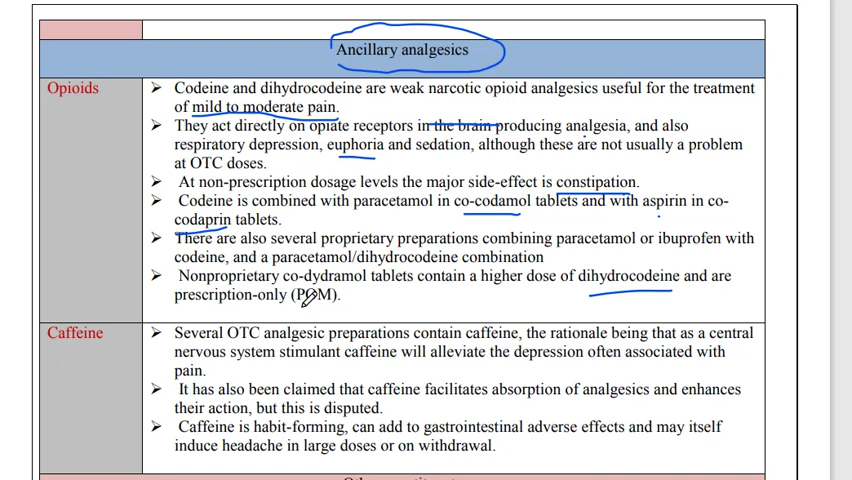 Ancillary analgesics
Opioids
➢ Codeine and dihydrocodeine are weak narcotic opioid analgesics useful for the treatment
of mild to moderate pain.
➢ They act directly on opiate receptors in the brain producing analgesia, and also
respiratory depression, euphoria and sedation, although these are not usually a problem
at OTC doses.
➢ At non-prescription dosage levels the major side-effect is constipation.
➢ Codeine is combined with paracetamol in co-codamol tablets and with aspirin in co-
codaprin tablets.
➢ There are also several proprietary preparations combining paracetamol or ibuprofen with
codeine, and a paracetamol/dihydrocodeine combination
➢ Nonproprietary co-dydramol tablets contain a higher dose of dihydrocodeine and are
prescription-only (POM).
Caffeine
➢ Several OTC analgesic preparations contain caffeine, the rationale being that as a central
nervous system stimulant caffeine will alleviate the depression often associated with
pain.
➢ It has also been claimed that caffeine facilitates absorption of analgesics and enhances
their action, but this is disputed.
➢ Caffeine is habit-forming, can add to gastrointestinal adverse effects and may itself
induce headache in large doses or on withdrawal.